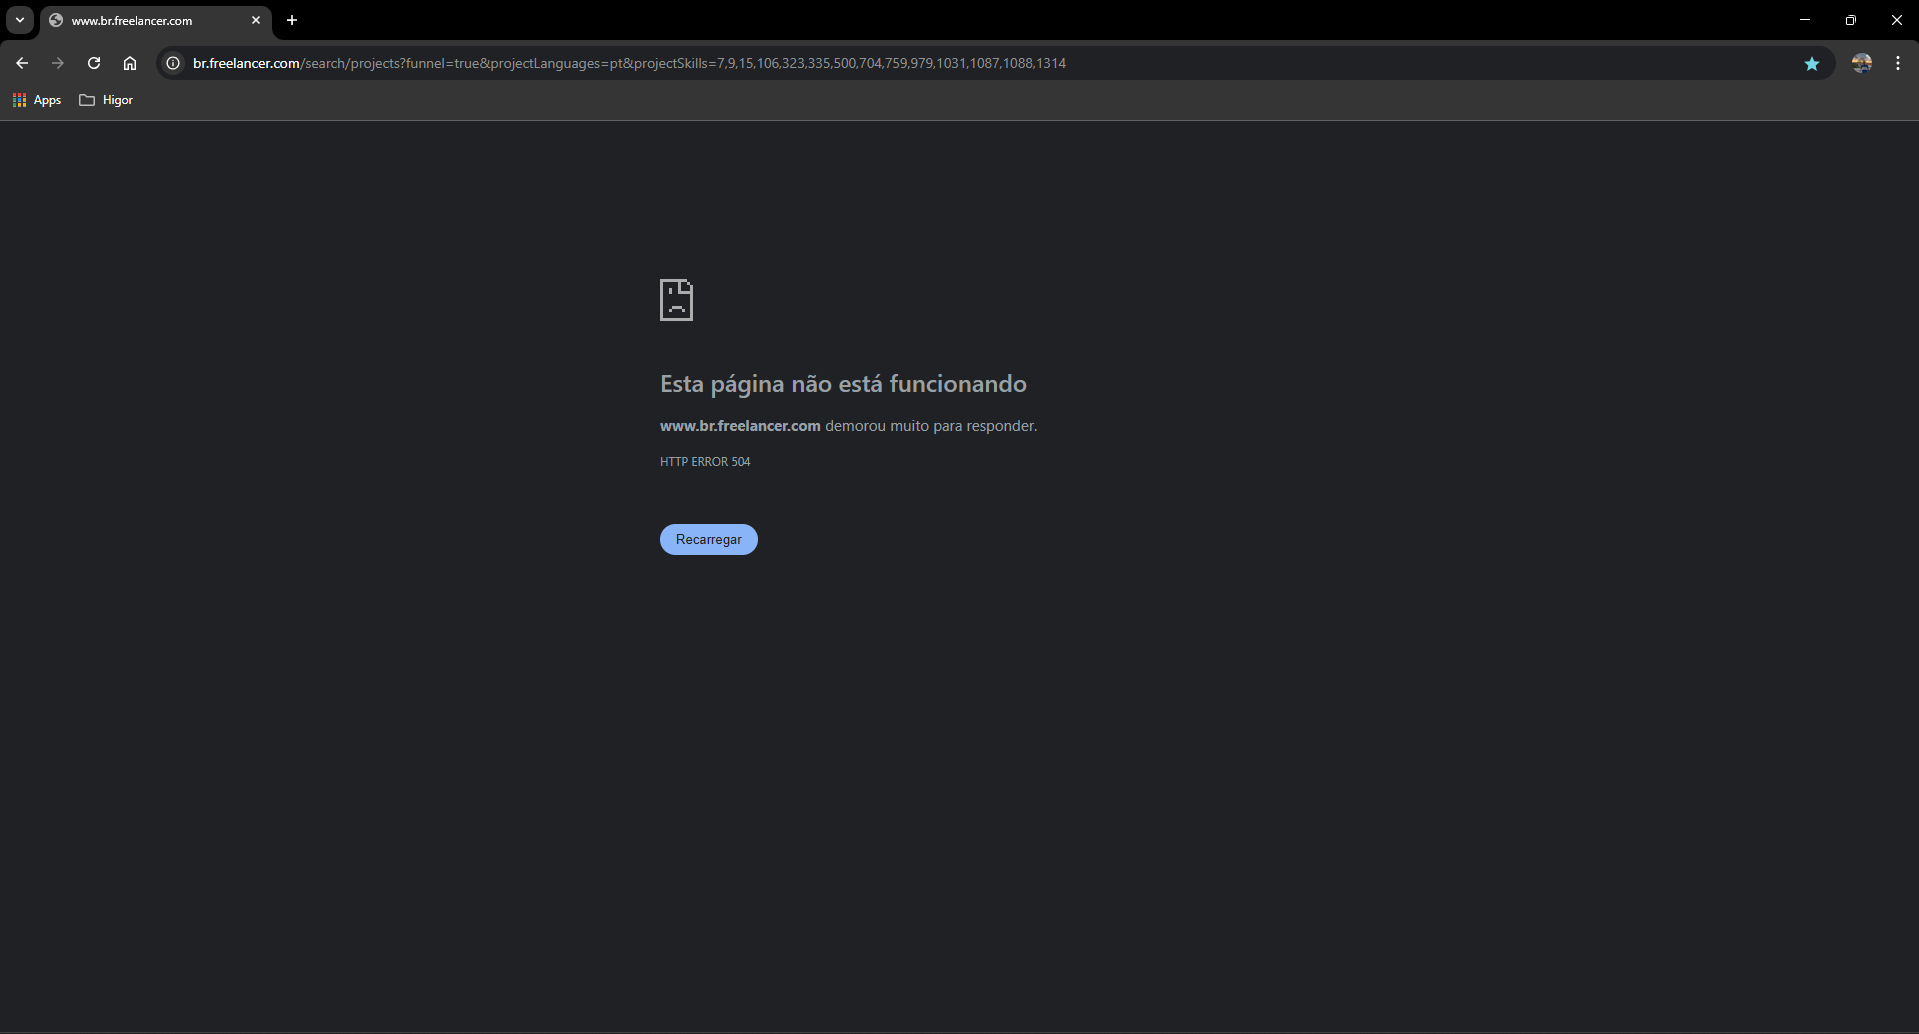 www.br.freelancer.com
br.freelancer.com/search/projects?funnel=true&projectLanguages=pt&projectSkills=7,9,15,106,323,335,500,704,759,979,1031,1087,1088,1314
Apps
Higor
Esta página não está funcionando
www.br.freelancer.com demorou muito para responder.
HTTP ERROR 504
Recarregar